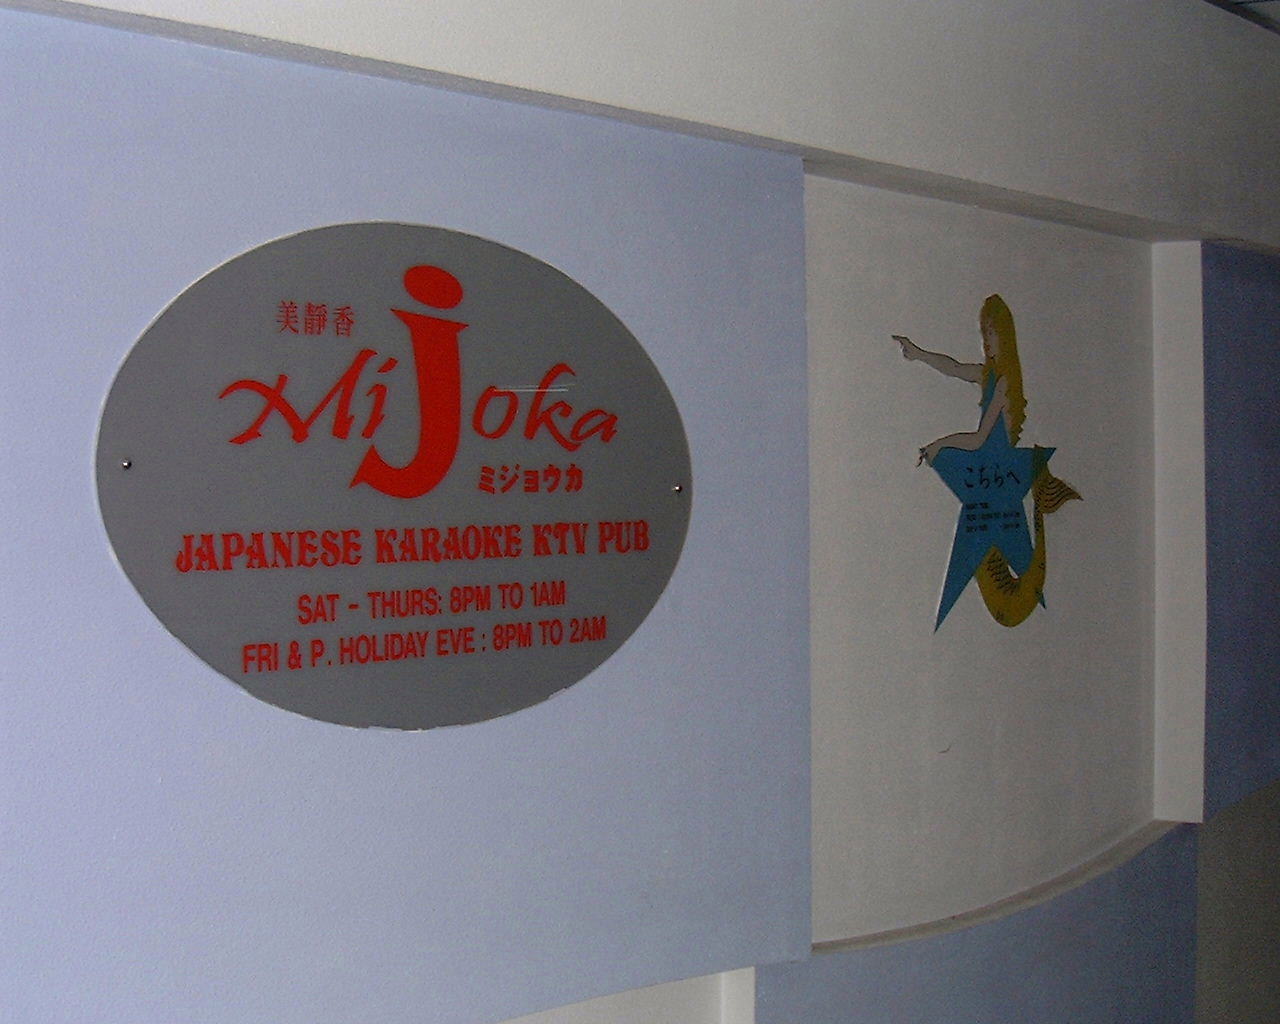 美靜香
Mijoka
ミジョウカ
JAPANESE KARAOKE KTV PUB
SAT - THURS: 8PM TO 1AM
FRI & P. HOLIDAY EVE : 8PM TO 2AM
こちらへ